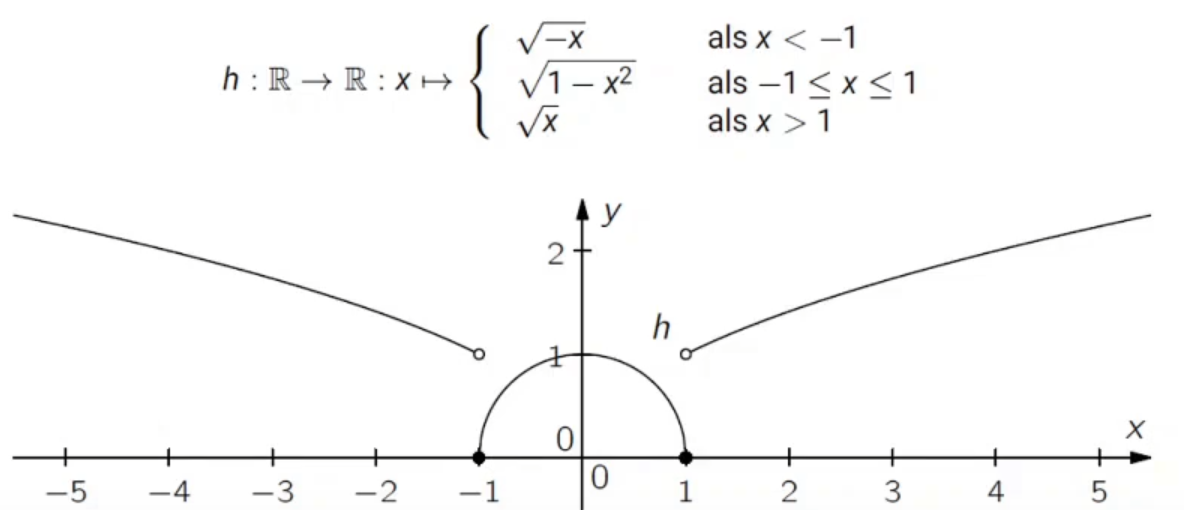 √−x als x < −1
h : ℝ → ℝ : x ↦ { √1 − x² als −1 ≤ x ≤ 1
√x als x > 1
y
2
h
1
x
0
−5 −4 −3 −2 −1 0 1 2 3 4 5